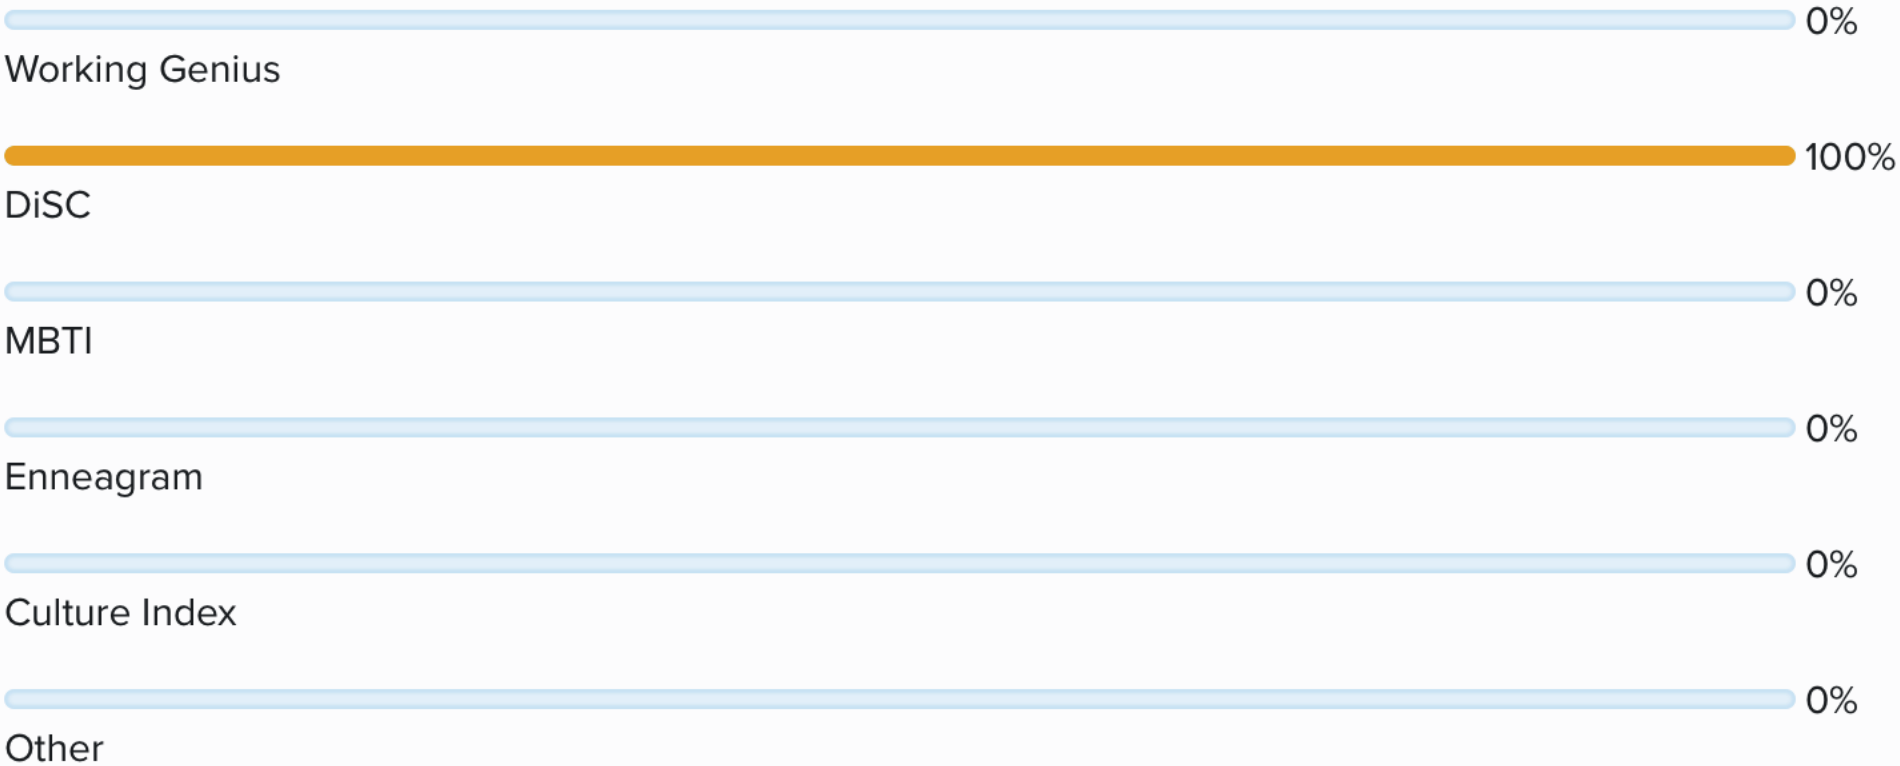 0%
Working Genius
100%
DiSC
0%
MBTI
0%
Enneagram
0%
Culture Index
0%
Other